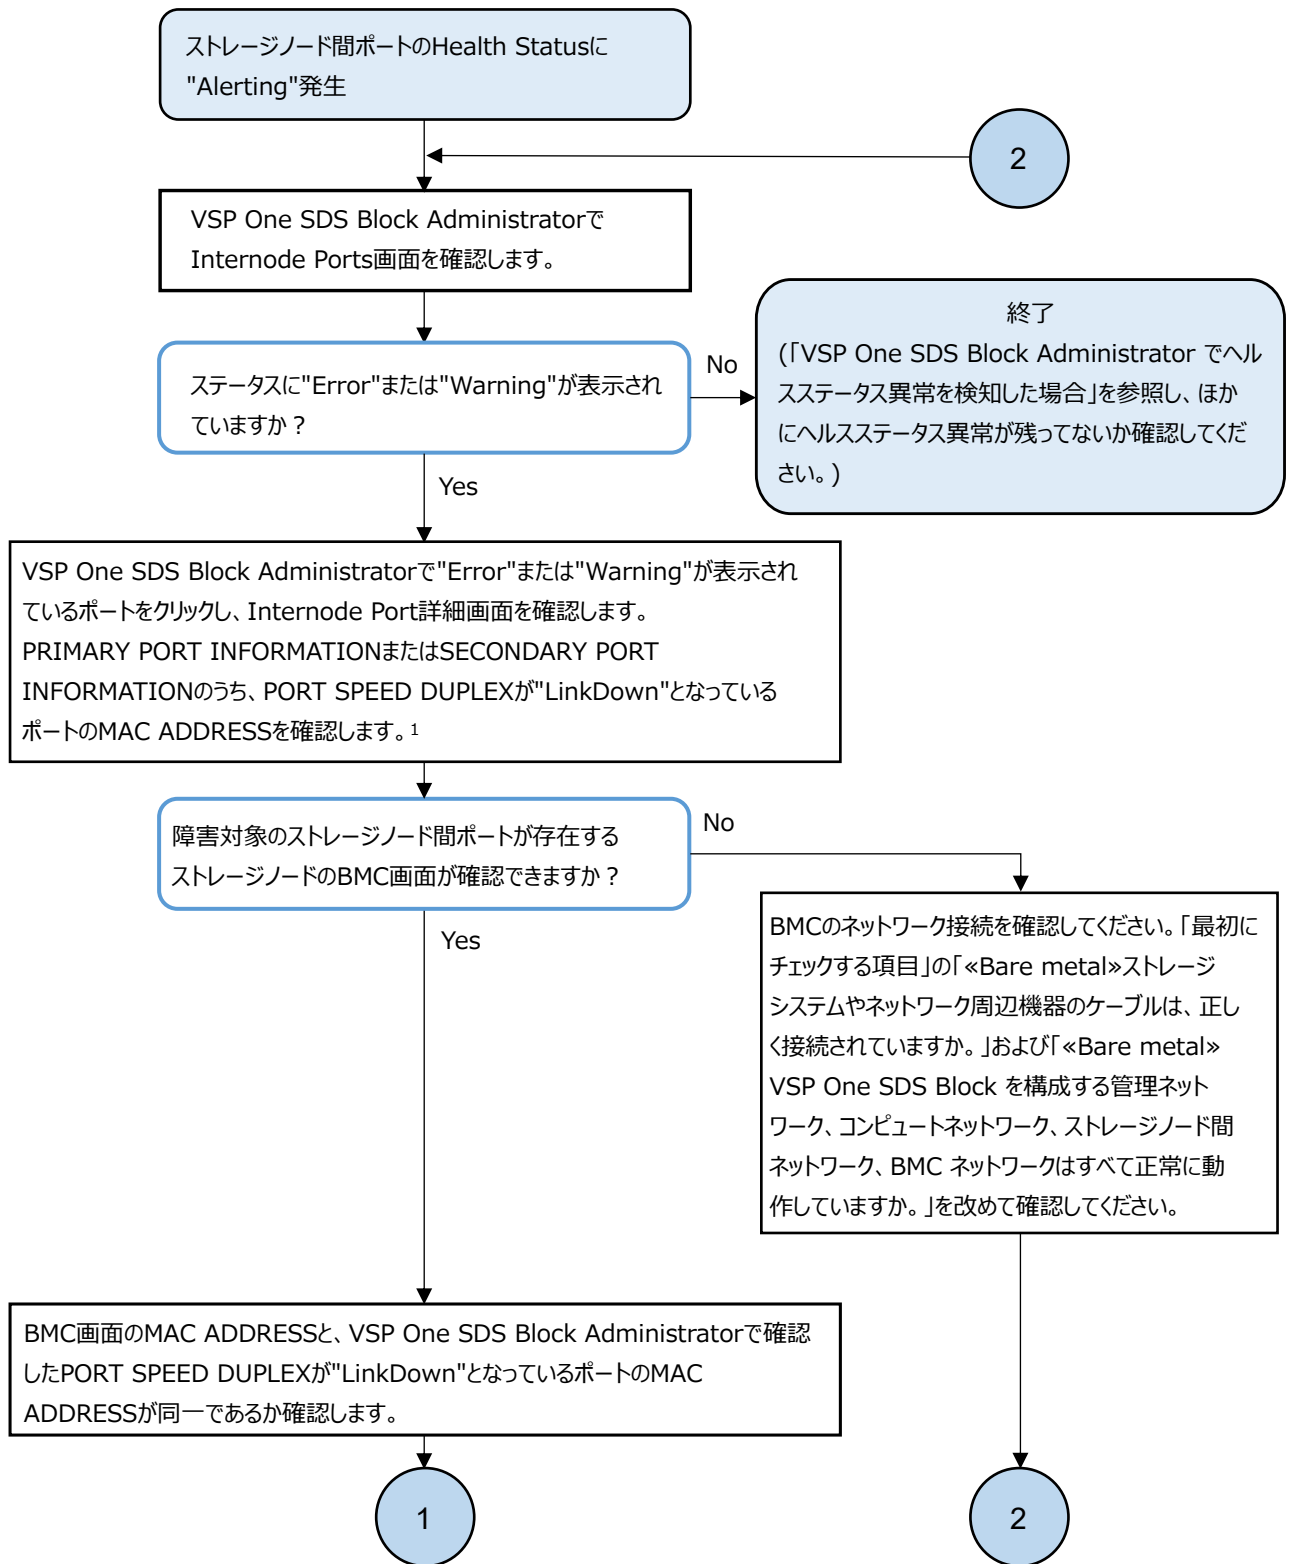 ストレージノード間ポートのHealth Statusに
"Alerting"発生
2
VSP One SDS Block Administratorで
Internode Ports画面を確認します。
ステータスに"Error"または"Warning"が表示され
ていますか？
No
終了
(｢VSP One SDS Block Administrator でヘル
スステータス異常を検知した場合｣を参照し、ほか
にヘルスステータス異常が残ってないか確認してくだ
さい。)
Yes
VSP One SDS Block Administratorで"Error"または"Warning"が表示され
ているポートをクリックし、Internode Port詳細画面を確認します。
PRIMARY PORT INFORMATIONまたはSECONDARY PORT
INFORMATIONのうち、PORT SPEED DUPLEXが"LinkDown"となっている
ポートのMAC ADDRESSを確認します。1
障害対象のストレージノード間ポートが存在する
ストレージノードのBMC画面が確認できますか？
No
Yes
BMCのネットワーク接続を確認してください。｢最初に
チェックする項目｣の｢«Bare metal»ストレージ
システムやネットワーク周辺機器のケーブルは、正し
く接続されていますか。｣および｢«Bare metal»
VSP One SDS Block を構成する管理ネット
ワーク、コンピュートネットワーク、ストレージノード間
ネットワーク、BMC ネットワークはすべて正常に動
作していますか。｣を改めて確認してください。
BMC画面のMAC ADDRESSと、VSP One SDS Block Administratorで確認
したPORT SPEED DUPLEXが"LinkDown"となっているポートのMAC
ADDRESSが同一であるか確認します。
1
2